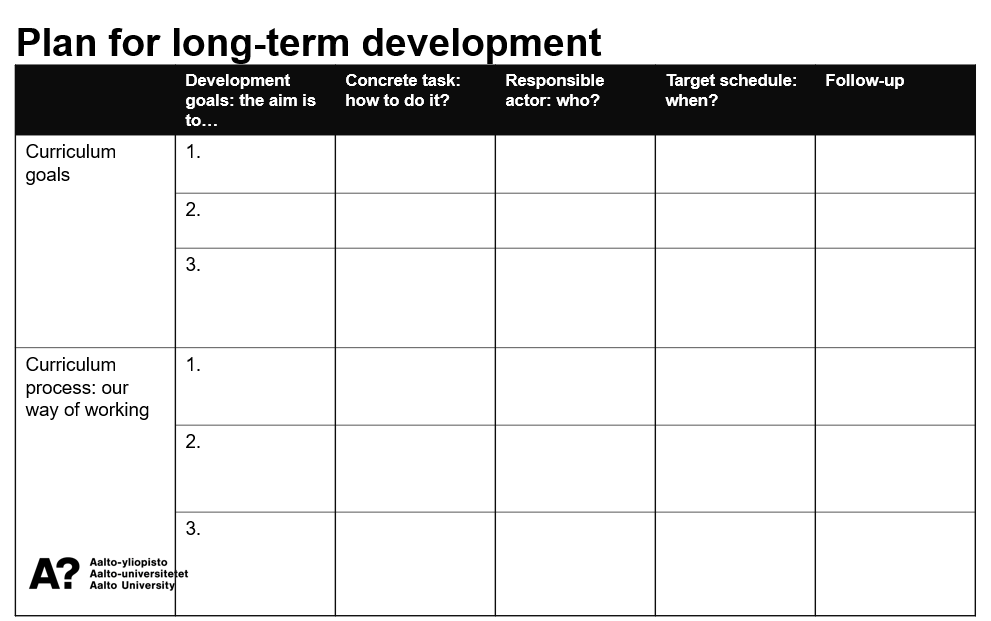 Plan for long-term development
Development
goals: the aim is
to…
Concrete task:
how to do it?
Responsible
actor: who?
Target schedule:
when?
Follow-up
Curriculum
goals
1.
2.
3.
Curriculum
process: our
way of working
1.
2.
3.
A?
Aalto-yliopisto
Aalto-universitetet
Aalto University